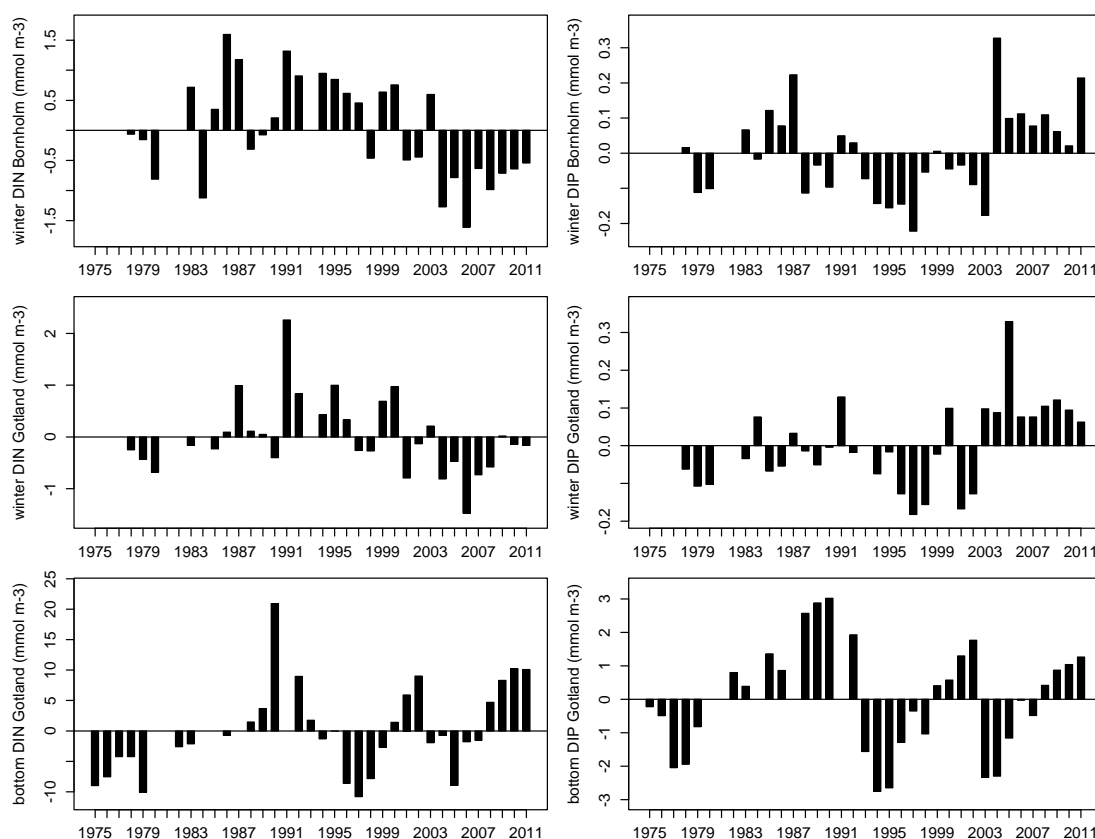 winter DIN Bornholm (mmol m-3)
1.5
0.5
-0.5
-1.5
1975 1979 1983 1987 1991 1995 1999 2003 2007 2011
winter DIP Bornholm (mmol m-3)
0.3
0.2
0.1
0.0
-0.2
1975 1979 1983 1987 1991 1995 1999 2003 2007 2011
winter DIN Gotland (mmol m-3)
2
1
0
-1
1975 1979 1983 1987 1991 1995 1999 2003 2007 2011
winter DIP Gotland (mmol m-3)
0.3
0.2
0.1
0.0
-0.2
1975 1979 1983 1987 1991 1995 1999 2003 2007 2011
bottom DIN Gotland (mmol m-3)
25
20
15
10
5
0
-10
1975 1979 1983 1987 1991 1995 1999 2003 2007 2011
bottom DIP Gotland (mmol m-3)
3
2
1
0
-1
-2
-3
1975 1979 1983 1987 1991 1995 1999 2003 2007 2011